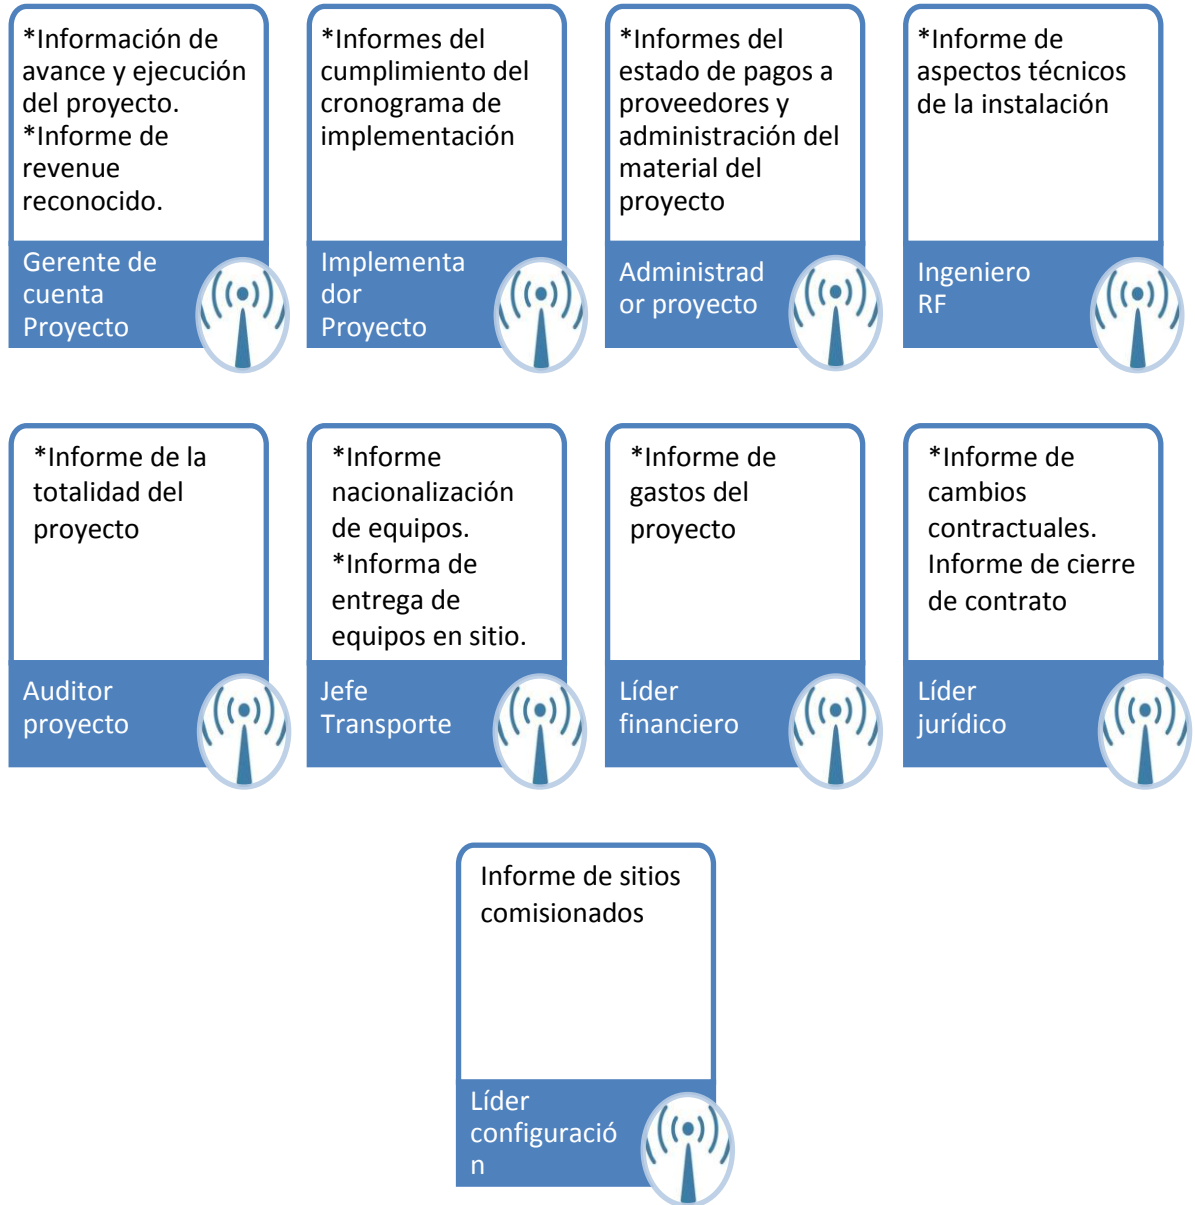 *Información de
avance y ejecución
del proyecto.
*Informe de
revenue
reconocido.
Gerente de
cuenta
Proyecto
*Informes del
cumplimiento del
cronograma de
implementación
Implementa
dor
Proyecto
*Informes del
estado de pagos a
proveedores y
administración del
material del
proyecto
Administrad
or proyecto
*Informe de
aspectos técnicos
de la instalación
Ingeniero
RF
*Informe de la
totalidad del
proyecto
Auditor
proyecto
*Informe
nacionalización
de equipos.
*Informa de
entrega de
equipos en sitio.
Jefe
Transporte
*Informe de
gastos del
proyecto
Líder
financiero
*Informe de
cambios
contractuales.
Informe de cierre
de contrato
Líder
jurídico
Informe de sitios
comisionados
Líder
configuració
n